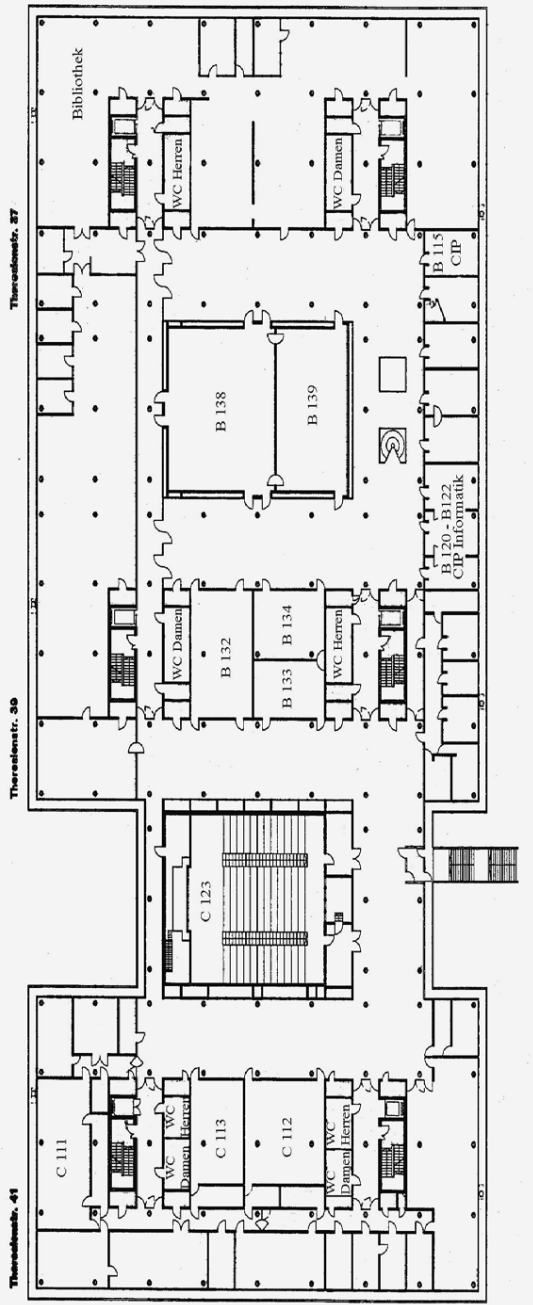 Theresienstr. 37
Theresienstr. 39
Theresienstr. 41
Bibliothek
WC Herren
WC Damen
B 115
CIP
B 138
B 139
B 120 - B122
CIP Informatik
WC Damen
B 132
B 134
B 133
WC Herren
C 123
C 111
WC
Herren
WC
Damen
C 113
C 112
WC
Herren
WC
Damen